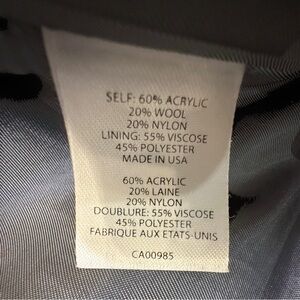 SELF: 60% ACRYLIC
20% WOOL
20% NYLON
LINING: 55% VISCOSE
45% POLYESTER
MADE IN USA
60% ACRYLIC
20% LAINE
20% NYLON
DOUBLURE: 55% VISCOSE
45% POLYESTER
FABRIQUE AUX ETATS-UNIS
CA00985